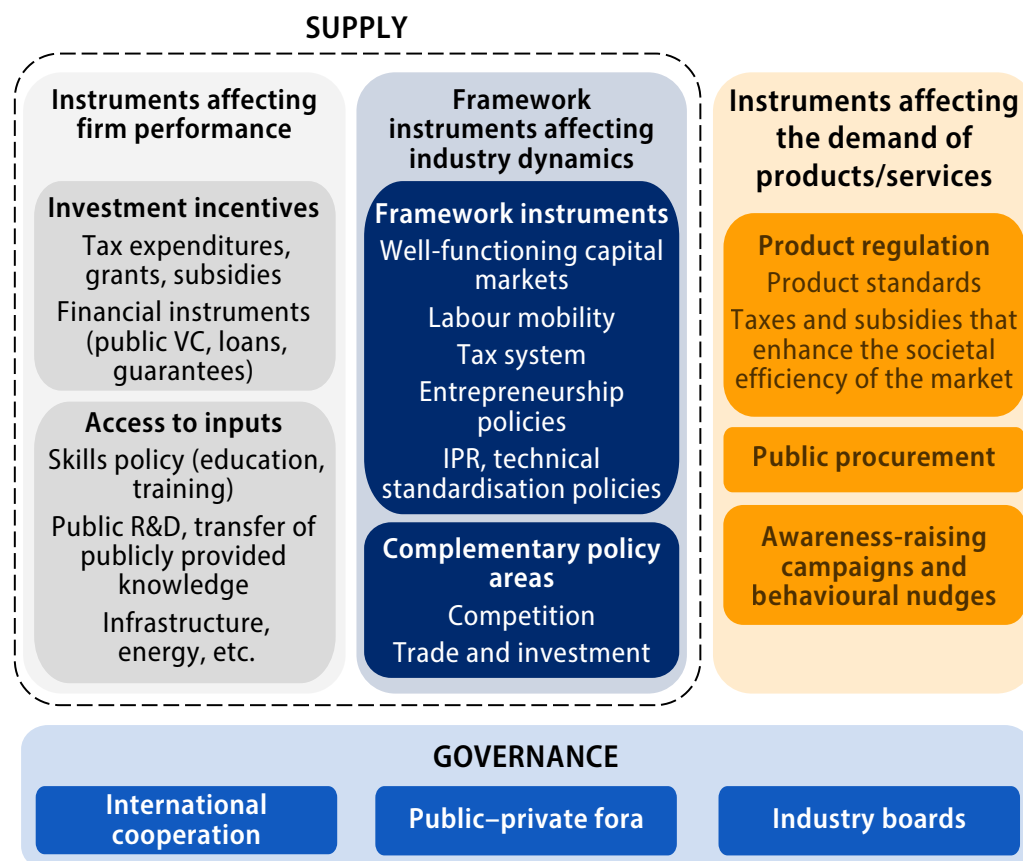 SUPPLY
Instruments affecting
firm performance
Investment incentives
Tax expenditures,
grants, subsidies
Financial instruments
(public VC, loans,
guarantees)
Access to inputs
Skills policy (education,
training)
Public R&D, transfer of
publicly provided
knowledge
Infrastructure,
energy, etc.
Framework
instruments affecting
industry dynamics
Framework instruments
Well-functioning capital
markets
Labour mobility
Tax system
Entrepreneurship
policies
IPR, technical
standardisation policies
Complementary policy
areas
Competition
Trade and investment
Instruments affecting
the demand of
products/services
Product regulation
Product standards
Taxes and subsidies that
enhance the societal
efficiency of the market
Public procurement
Awareness-raising
campaigns and
behavioural nudges
GOVERNANCE
International
cooperation
Public–private fora
Industry boards